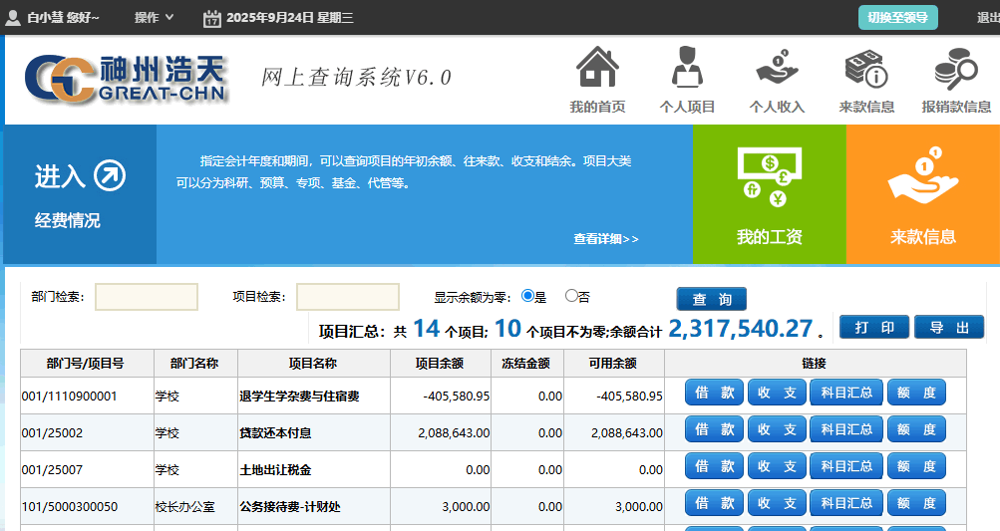 白小慧 您好~ 操作 17 2025年9月24日 星期三 切换至领导 退出
神州浩天 GREAT-CHN 网上查询系统V6.0
我的首页 个人项目 个人收入 来款信息 报销款信息
进入
经费情况
指定会计年度和期间，可以查询项目的年初余额、往来款、收支和结余。项目大类
可以分为科研、预算、专项、基金、代管等。
查看详细>>
我的工资
来款信息
部门检索： 项目检索： 显示余额为零： 是 否 查 询
项目汇总：共 14 个项目; 10 个项目不为零;余额合计 2,317,540.27 。 打 印 导 出
部门号/项目号 部门名称 项目名称 项目余额 冻结金额 可用余额 链接
001/1110900001 学校 退学生学杂费与住宿费 -405,580.95 0.00 -405,580.95 借 款 收 支 科目汇总 额 度
001/25002 学校 贷款还本付息 2,088,643.00 0.00 2,088,643.00 借 款 收 支 科目汇总 额 度
001/25007 学校 土地出让税金 0.00 0.00 0.00 借 款 收 支 科目汇总 额 度
101/5000300050 校长办公室 公务接待费-计财处 3,000.00 0.00 3,000.00 借 款 收 支 科目汇总 额 度